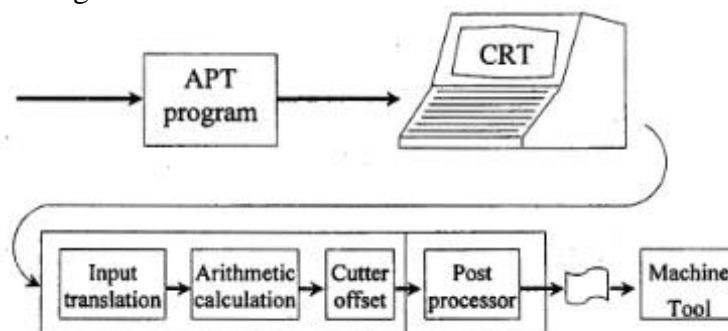 APT
program
CRT
Input
translation
Arithmetic
calculation
Cutter
offset
Post
processor
Machine
Tool